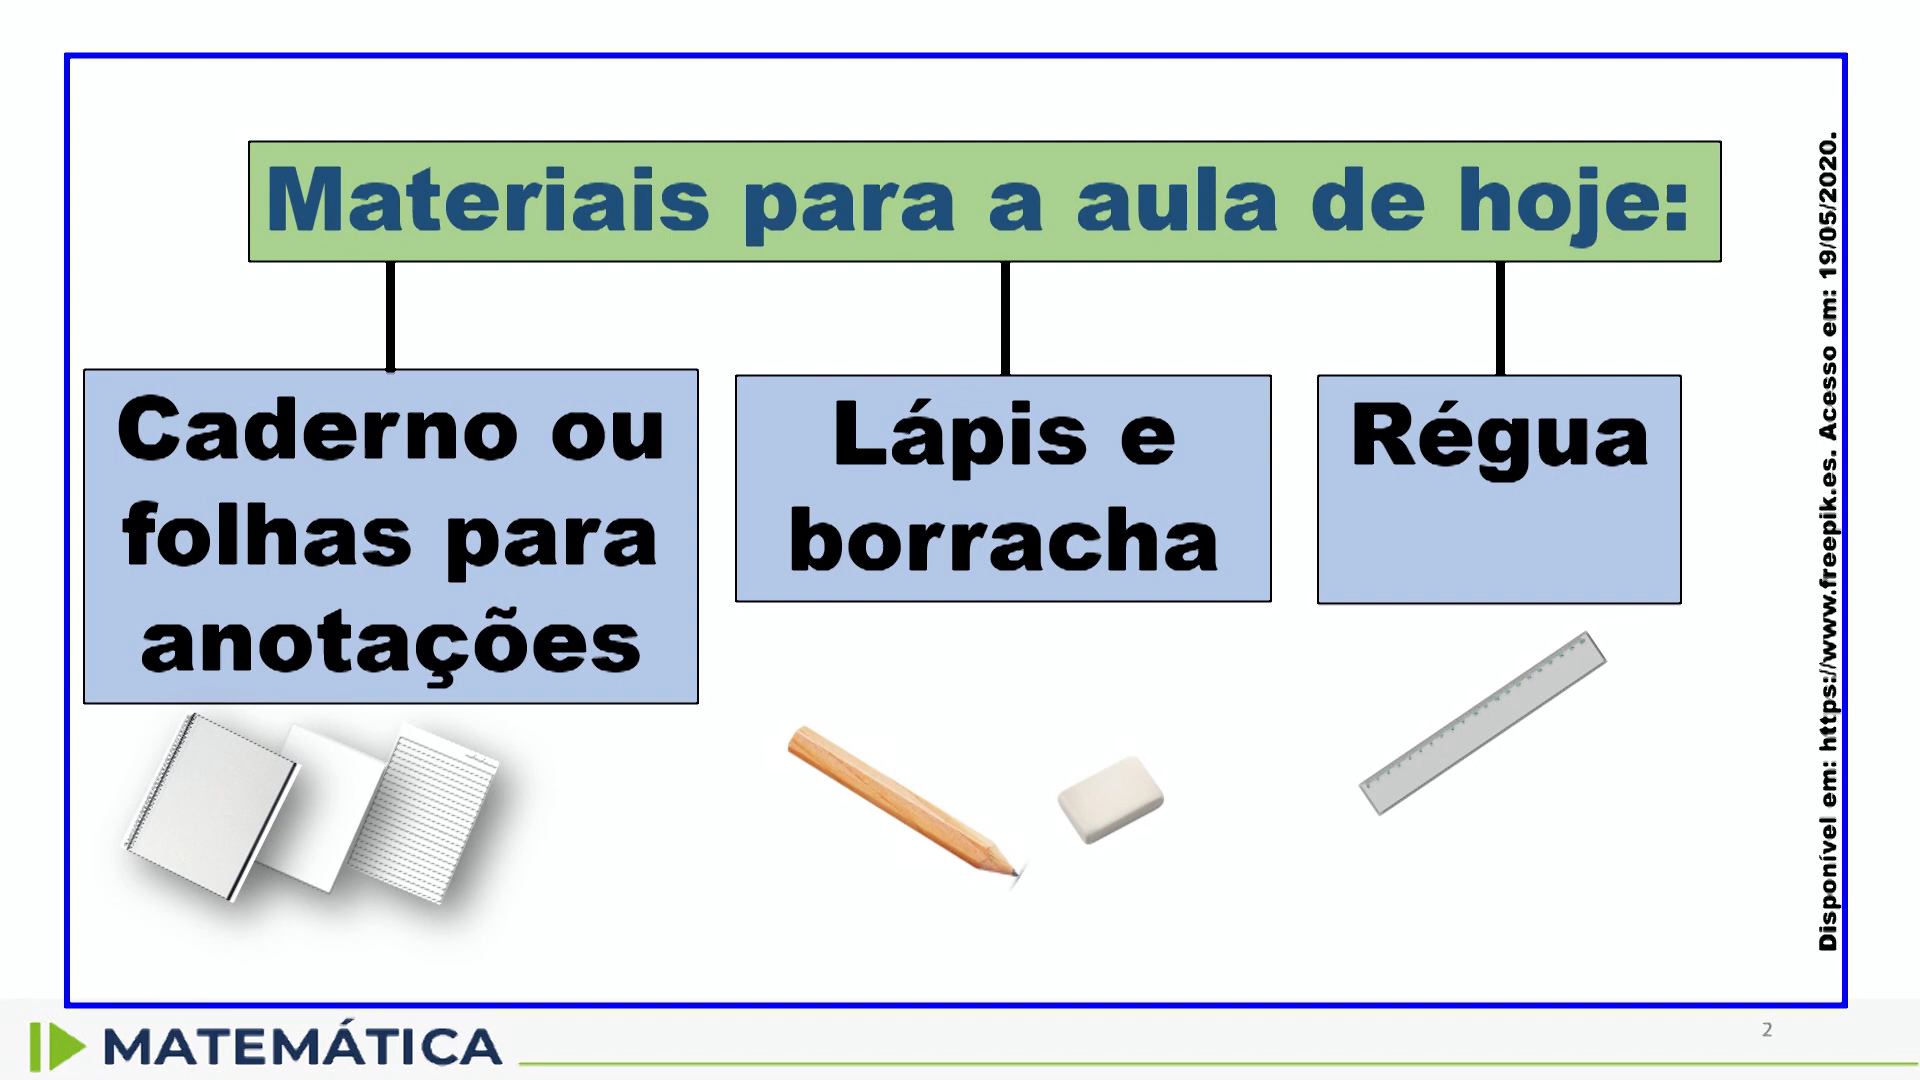 Materiais para a aula de hoje:
Caderno ou
folhas para
anotações
Lápis e
borracha
Régua
Disponível em: https://www.freepik.es. Acesso em: 19/05/2020.
MATEMÁTICA
2